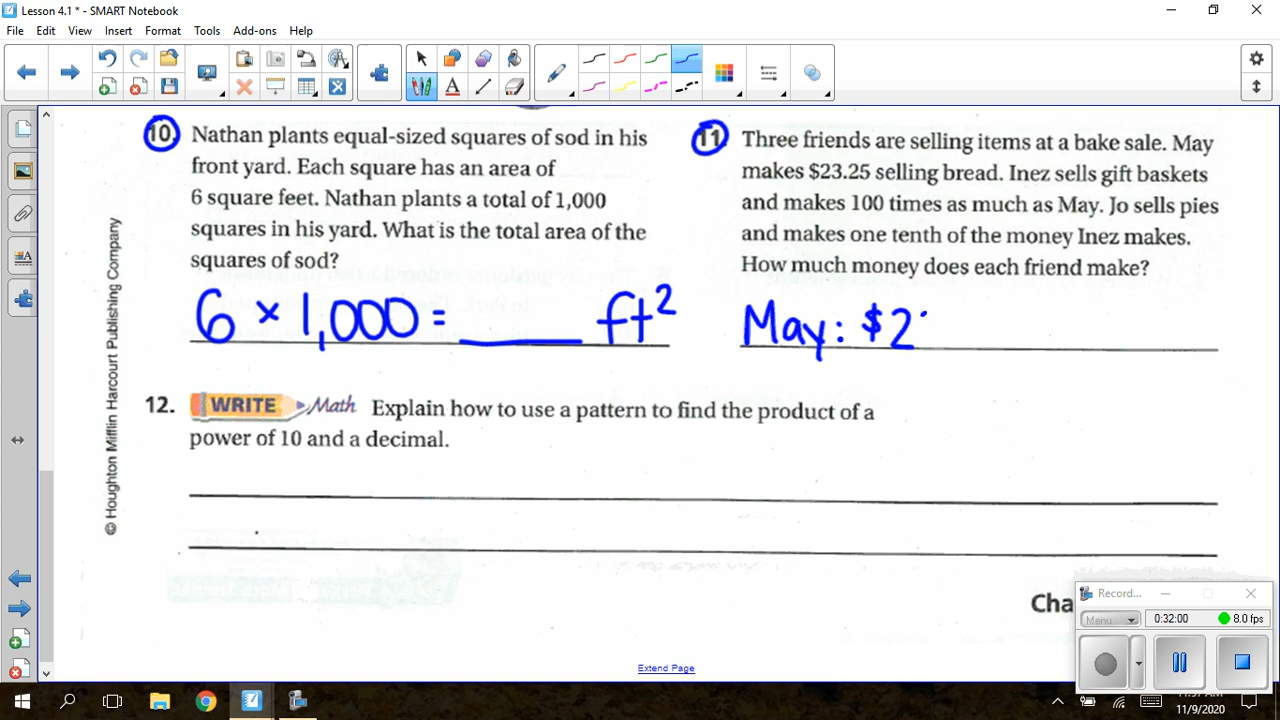 Lesson 4.1 * - SMART Notebook
File Edit View Insert Format Tools Add-ons Help
10 Nathan plants equal-sized squares of sod in his
front yard. Each square has an area of
6 square feet. Nathan plants a total of 1,000
squares in his yard. What is the total area of the
squares of sod?
6 × 1,000 = ______ ft²
11 Three friends are selling items at a bake sale. May
makes $23.25 selling bread. Inez sells gift baskets
and makes 100 times as much as May. Jo sells pies
and makes one tenth of the money Inez makes.
How much money does each friend make?
May: $2
12. WRITE Math Explain how to use a pattern to find the product of a
power of 10 and a decimal.
© Houghton Mifflin Harcourt Publishing Company
Cha
Extend Page
Record...
Menu 0:32:00 8.0 fps
11/9/2020